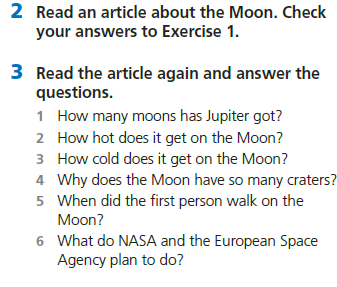 2 Read an article about the Moon. Check
your answers to Exercise 1.
3 Read the article again and answer the
questions.
1 How many moons has Jupiter got?
2 How hot does it get on the Moon?
3 How cold does it get on the Moon?
4 Why does the Moon have so many craters?
5 When did the first person walk on the
Moon?
6 What do NASA and the European Space
Agency plan to do?